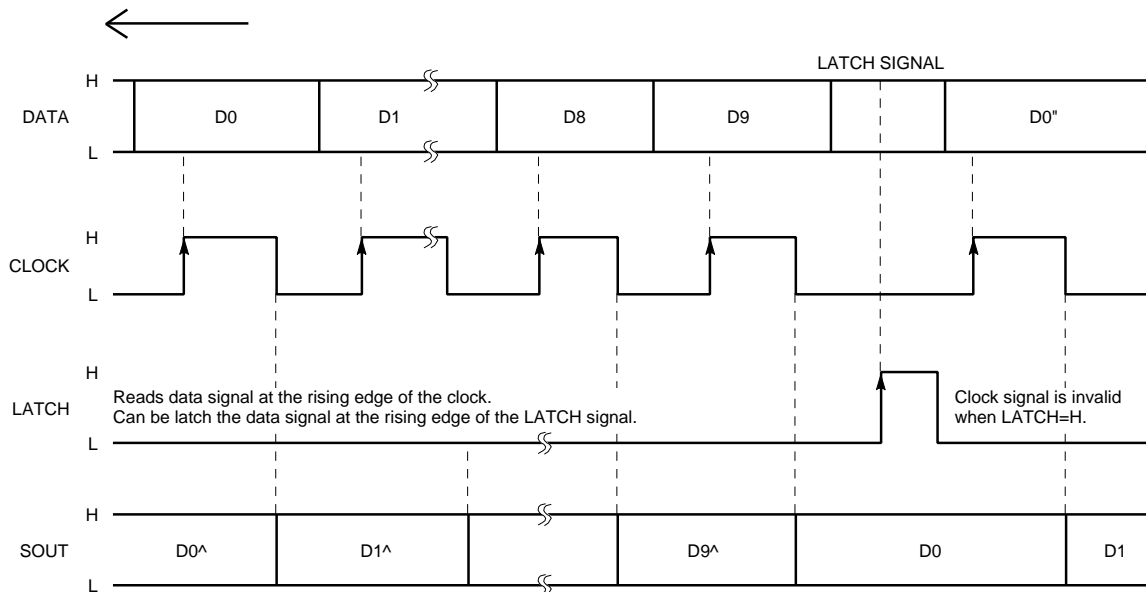 LATCH SIGNAL
H
DATA
D0
D1
D8
D9
D0"
L
H
CLOCK
L
H
LATCH
Reads data signal at the rising edge of the clock.
Can be latch the data signal at the rising edge of the LATCH signal.
Clock signal is invalid
when LATCH=H.
L
H
SOUT
D0^
D1^
D9^
D0
D1
L